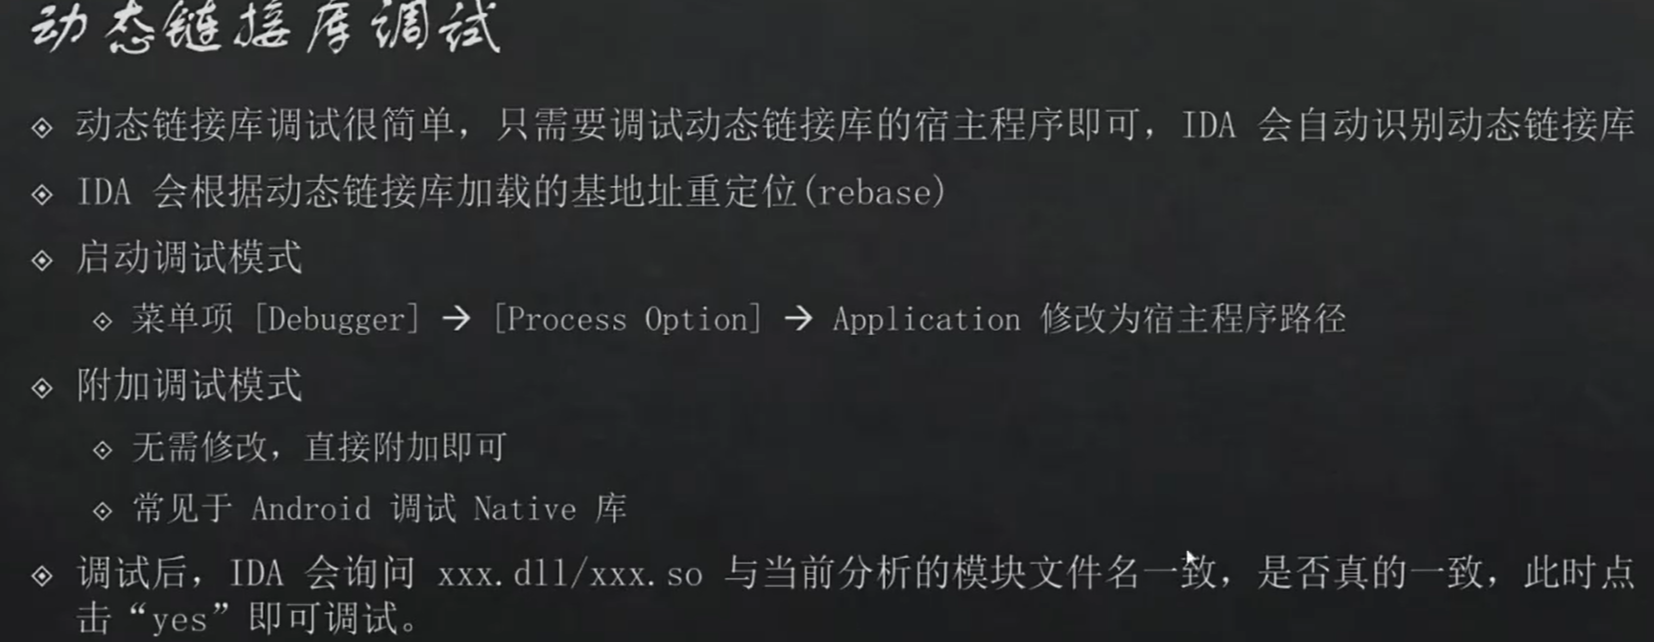 动态链接库调试
动态链接库调试很简单，只需要调试动态链接库的宿主程序即可，IDA 会自动识别动态链接库
IDA 会根据动态链接库加载的基地址重定位(rebase)
启动调试模式
菜单项 [Debugger] → [Process Option] → Application 修改为宿主程序路径
附加调试模式
无需修改，直接附加即可
常见于 Android 调试 Native 库
调试后，IDA 会询问 xxx.dll/xxx.so 与当前分析的模块文件名一致，是否真的一致，此时点
击“yes”即可调试。